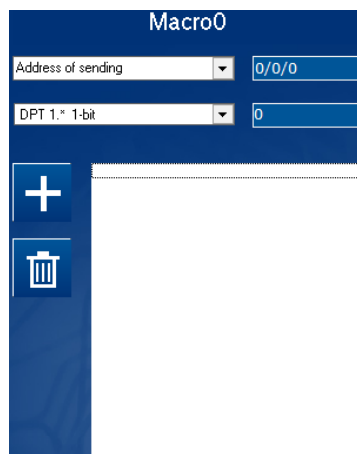 Macro0
Address of sending 0/0/0
DPT 1.* 1-bit 0